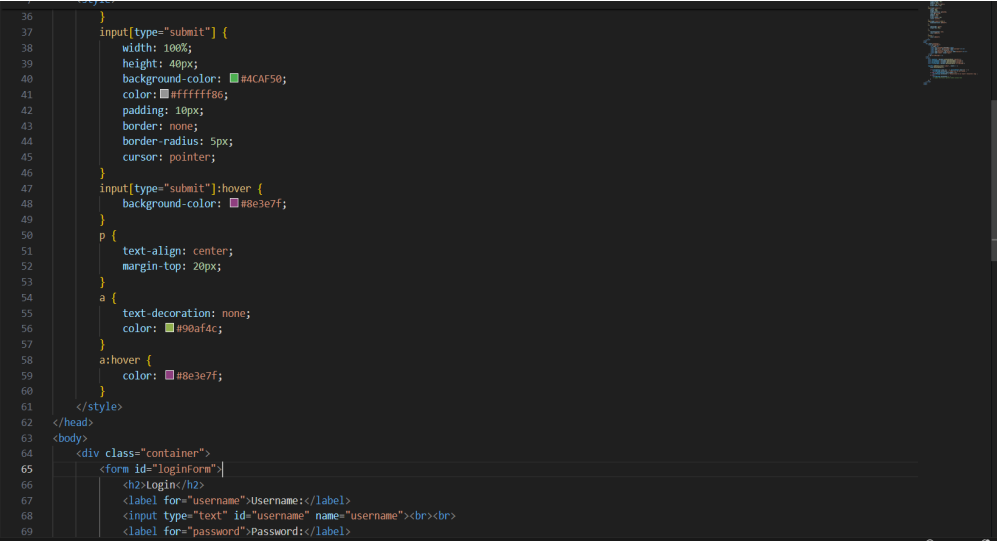 <style>
36 }
37 input[type="submit"] {
38 width: 100%;
39 height: 40px;
40 background-color: #4CAF50;
41 color:#ffffff86;
42 padding: 10px;
43 border: none;
44 border-radius: 5px;
45 cursor: pointer;
46 }
47 input[type="submit"]:hover {
48 background-color: #8e3e7f;
49 }
50 p {
51 text-align: center;
52 margin-top: 20px;
53 }
54 a {
55 text-decoration: none;
56 color: #90af4c;
57 }
58 a:hover {
59 color: #8e3e7f;
60 }
61 </style>
62 </head>
63 <body>
64 <div class="container">
65 <form id="loginForm">
66 <h2>Login</h2>
67 <label for="username">Username:</label>
68 <input type="text" id="username" name="username"><br><br>
69 <label for="password">Password:</label>